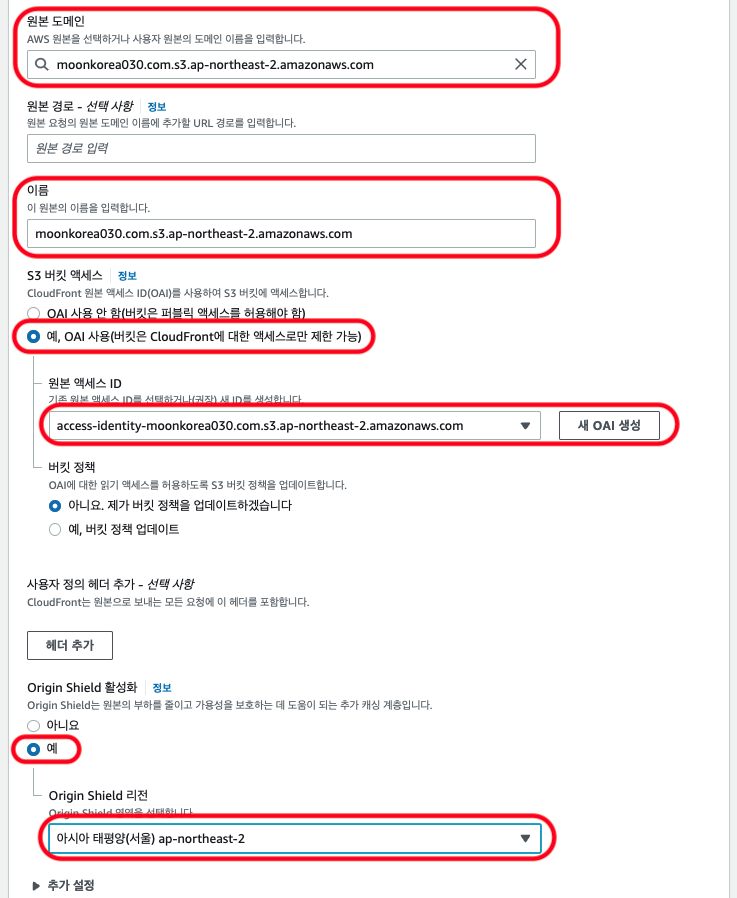 원본 도메인
AWS 원본을 선택하거나 사용자 원본의 도메인 이름을 입력합니다.
moonkorea030.com.s3.ap-northeast-2.amazonaws.com
원본 경로 - 선택 사항 정보
원본 요청의 원본 도메인 이름에 추가할 URL 경로를 입력합니다.
원본 경로 입력
이름
이 원본의 이름을 입력합니다.
moonkorea030.com.s3.ap-northeast-2.amazonaws.com
S3 버킷 액세스 정보
CloudFront 원본 액세스 ID(OAI)를 사용하여 S3 버킷에 액세스합니다.
OAI 사용 안 함(버킷은 퍼블릭 액세스를 허용해야 함)
예, OAI 사용(버킷은 CloudFront에 대한 액세스로만 제한 가능)
원본 액세스 ID
기존 원본 액세스 ID를 선택하거나(권장) 새 ID를 생성합니다.
access-identity-moonkorea030.com.s3.ap-northeast-2.amazonaws.com
새 OAI 생성
버킷 정책
OAI에 대한 읽기 액세스를 허용하도록 S3 버킷 정책을 업데이트합니다.
아니요. 제가 버킷 정책을 업데이트하겠습니다
예, 버킷 정책 업데이트
사용자 정의 헤더 추가 - 선택 사항
CloudFront는 원본으로 보내는 모든 요청에 이 헤더를 포함합니다.
헤더 추가
Origin Shield 활성화 정보
Origin Shield는 원본의 부하를 줄이고 가용성을 보호하는 데 도움이 되는 추가 캐싱 계층입니다.
아니요
예
Origin Shield 리전
Origin Shield 영역을 선택합니다.
아시아 태평양(서울) ap-northeast-2
추가 설정